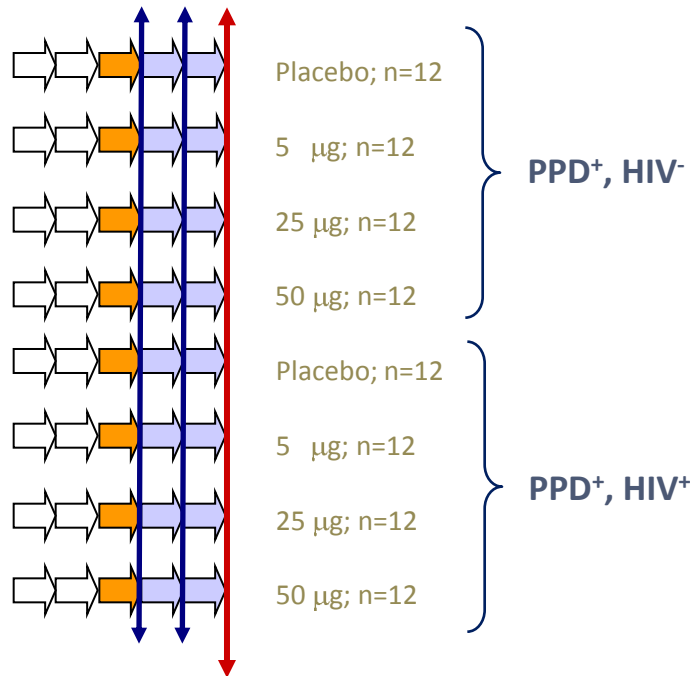 Placebo; n=12
5 μg; n=12
25 μg; n=12
50 μg; n=12
PPD⁺, HIV⁻
Placebo; n=12
5 μg; n=12
25 μg; n=12
50 μg; n=12
PPD⁺, HIV⁺